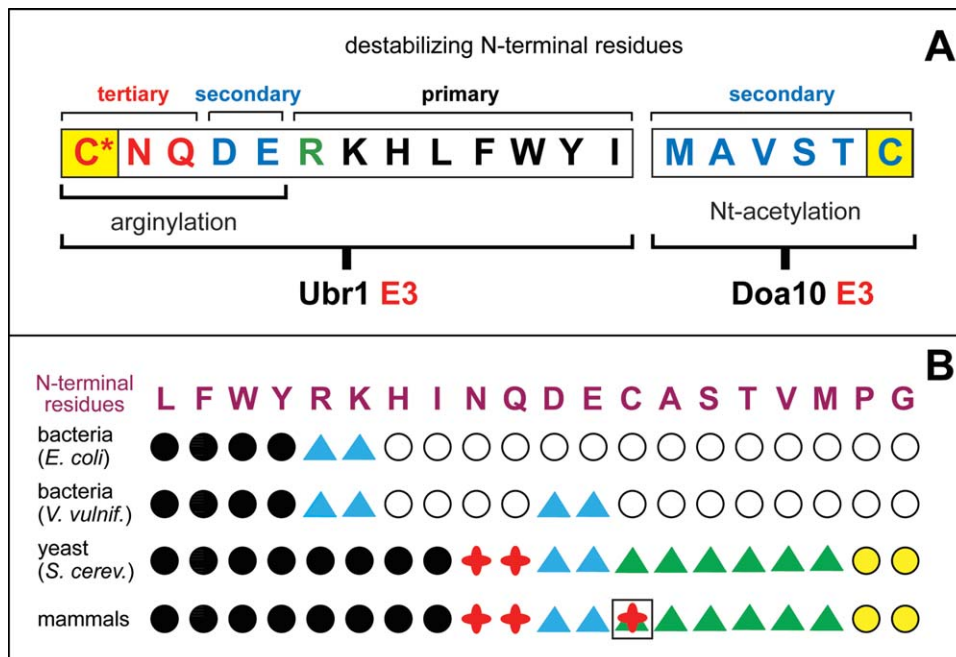 A
destabilizing N-terminal residues
tertiary secondary primary secondary
C* N Q D E R K H L F W Y I M A V S T C
arginylation Nt-acetylation
Ubr1 E3 Doa10 E3
B
N-terminal
residues
L F W Y R K H I N Q D E C A S T V M P G
bacteria
(E. coli)
bacteria
(V. vulnif.)
yeast
(S. cerev.)
mammals